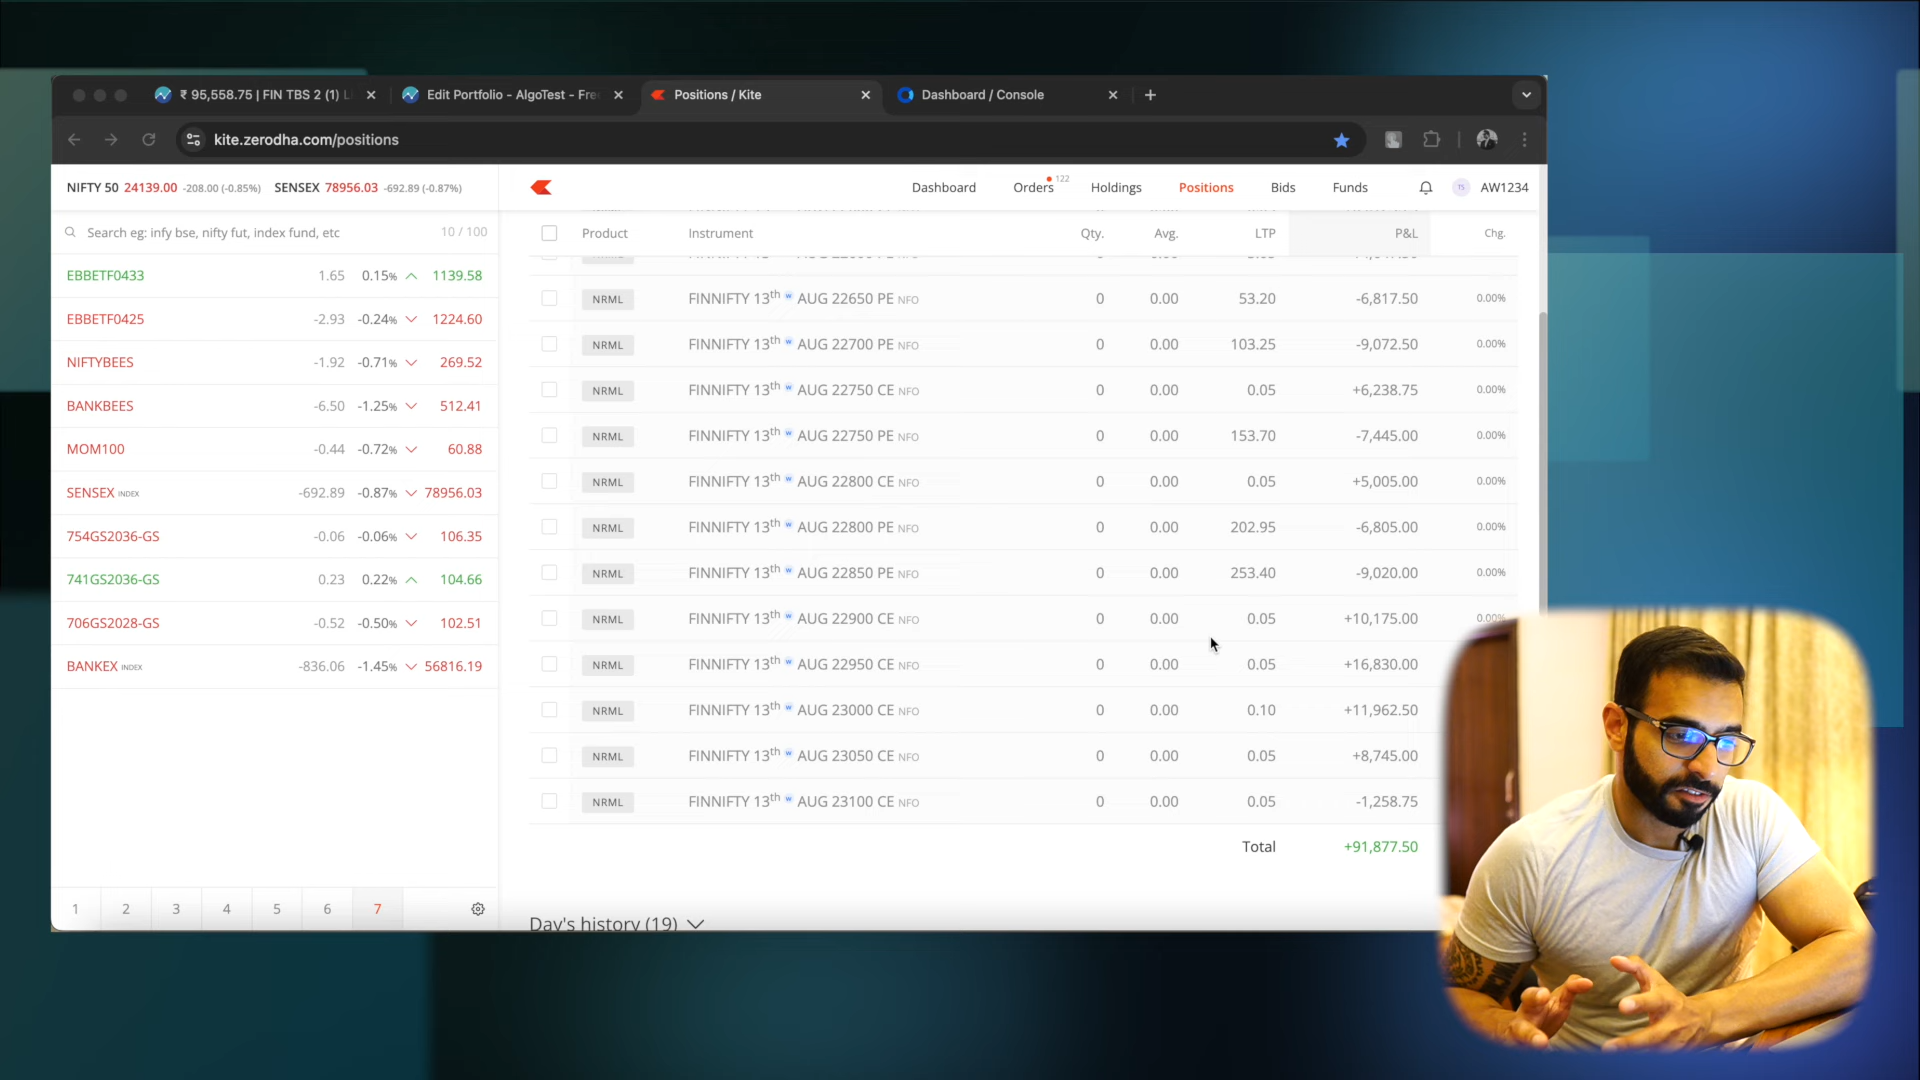 ₹ 95,558.75 | FIN TBS 2 (1) L
Edit Portfolio - AlgoTest - Fre
Positions / Kite
Dashboard / Console
kite.zerodha.com/positions
NIFTY 50 24139.00 -208.00 (-0.85%) SENSEX 78956.03 -692.89 (-0.87%)
Dashboard Orders 122 Holdings Positions Bids Funds TS AW1234
Search eg: infy bse, nifty fut, index fund, etc 10 / 100
EBBETF0433 1.65 0.15% 1139.58
EBBETF0425 -2.93 -0.24% 1224.60
NIFTYBEES -1.92 -0.71% 269.52
BANKBEES -6.50 -1.25% 512.41
MOM100 -0.44 -0.72% 60.88
SENSEX INDEX -692.89 -0.87% 78956.03
754GS2036-GS -0.06 -0.06% 106.35
741GS2036-GS 0.23 0.22% 104.66
706GS2028-GS -0.52 -0.50% 102.51
BANKEX INDEX -836.06 -1.45% 56816.19
1 2 3 4 5 6 7
Product Instrument Qty. Avg. LTP P&L Chg.
NRML FINNIFTY 13th w AUG 22650 PE NFO 0 0.00 53.20 -6,817.50 0.00%
NRML FINNIFTY 13th w AUG 22700 PE NFO 0 0.00 103.25 -9,072.50 0.00%
NRML FINNIFTY 13th w AUG 22750 CE NFO 0 0.00 0.05 +6,238.75 0.00%
NRML FINNIFTY 13th w AUG 22750 PE NFO 0 0.00 153.70 -7,445.00 0.00%
NRML FINNIFTY 13th w AUG 22800 CE NFO 0 0.00 0.05 +5,005.00 0.00%
NRML FINNIFTY 13th w AUG 22800 PE NFO 0 0.00 202.95 -6,805.00 0.00%
NRML FINNIFTY 13th w AUG 22850 PE NFO 0 0.00 253.40 -9,020.00 0.00%
NRML FINNIFTY 13th w AUG 22900 CE NFO 0 0.00 0.05 +10,175.00 0.00%
NRML FINNIFTY 13th w AUG 22950 CE NFO 0 0.00 0.05 +16,830.00
NRML FINNIFTY 13th w AUG 23000 CE NFO 0 0.00 0.10 +11,962.50
NRML FINNIFTY 13th w AUG 23050 CE NFO 0 0.00 0.05 +8,745.00
NRML FINNIFTY 13th w AUG 23100 CE NFO 0 0.00 0.05 -1,258.75
Total +91,877.50
Day's history (19)